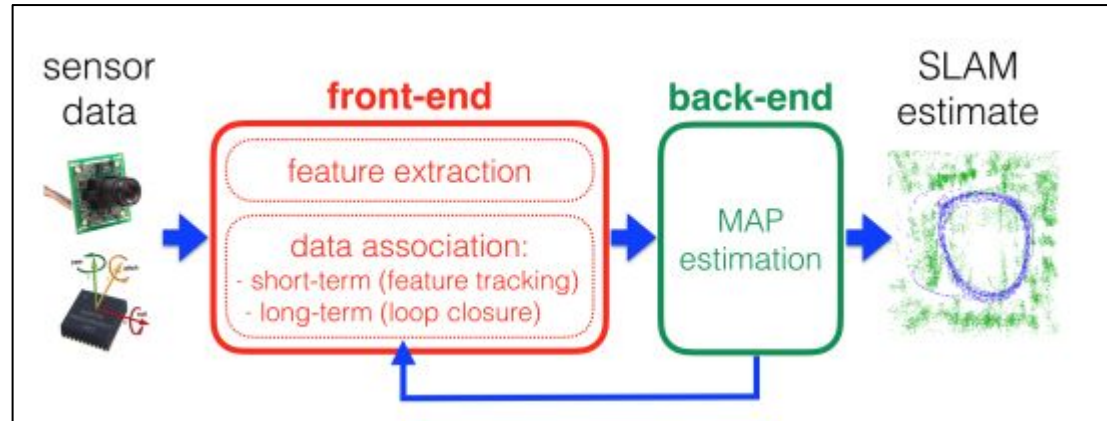 sensor
data
front-end
feature extraction
data association:
- short-term (feature tracking)
- long-term (loop closure)
back-end
MAP
estimation
SLAM
estimate